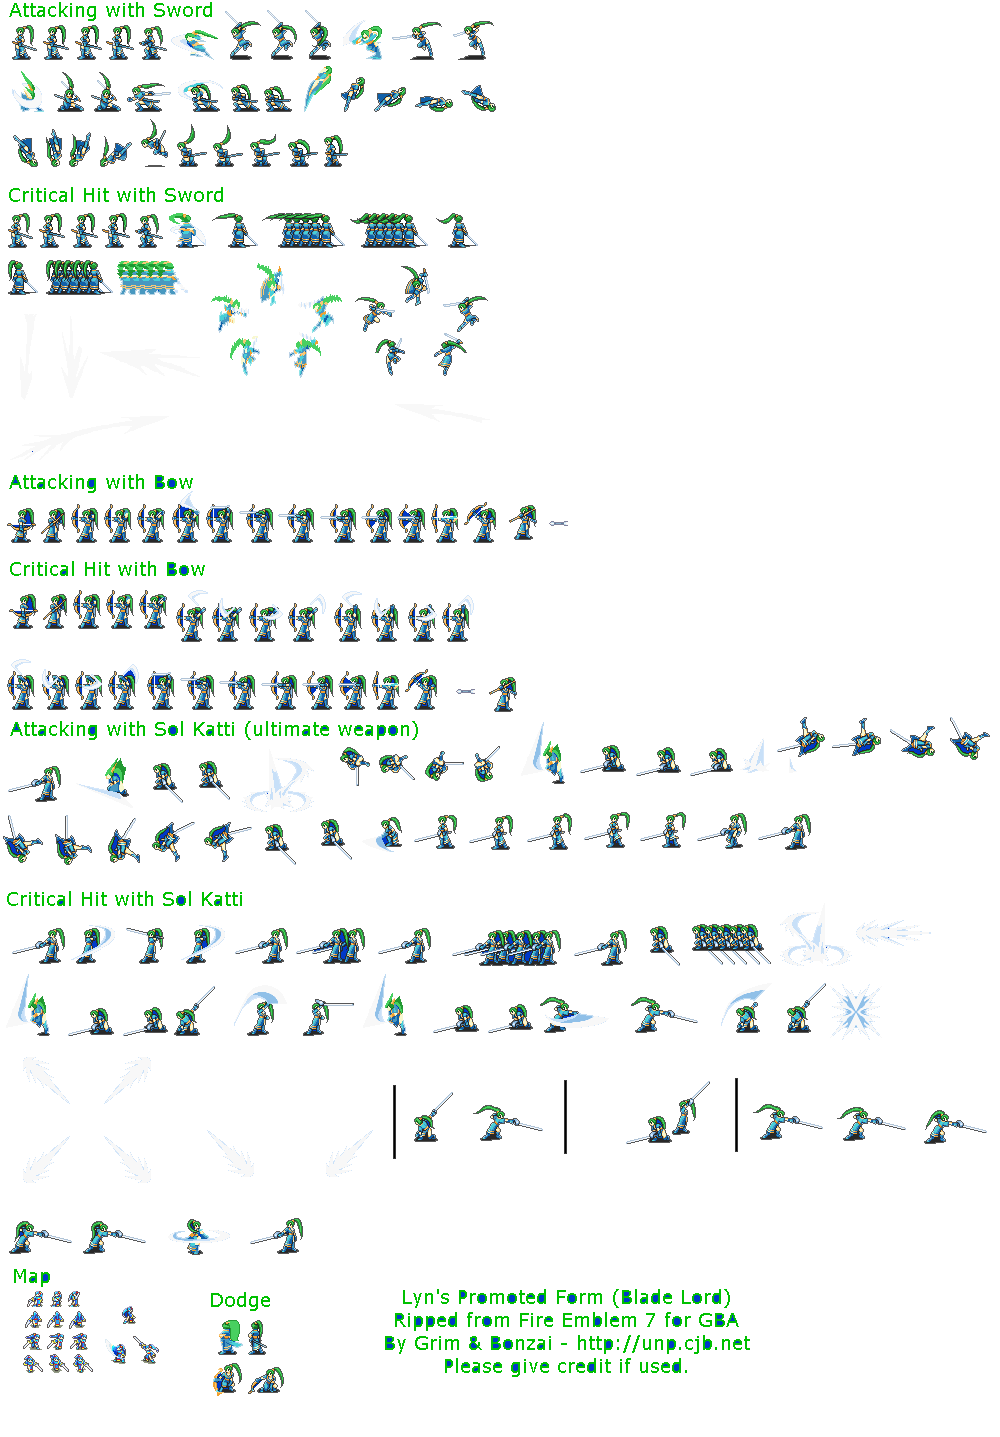 Attacking with Sword
Critical Hit with Sword
Attacking with Bow
Critical Hit with Bow
Attacking with Sol Katti (ultimate weapon)
Critical Hit with Sol Katti
Map
Dodge
Lyn's Promoted Form (Blade Lord)
Ripped from Fire Emblem 7 for GBA
By Grim & Bonzai - http://unp.cjb.net
Please give credit if used.